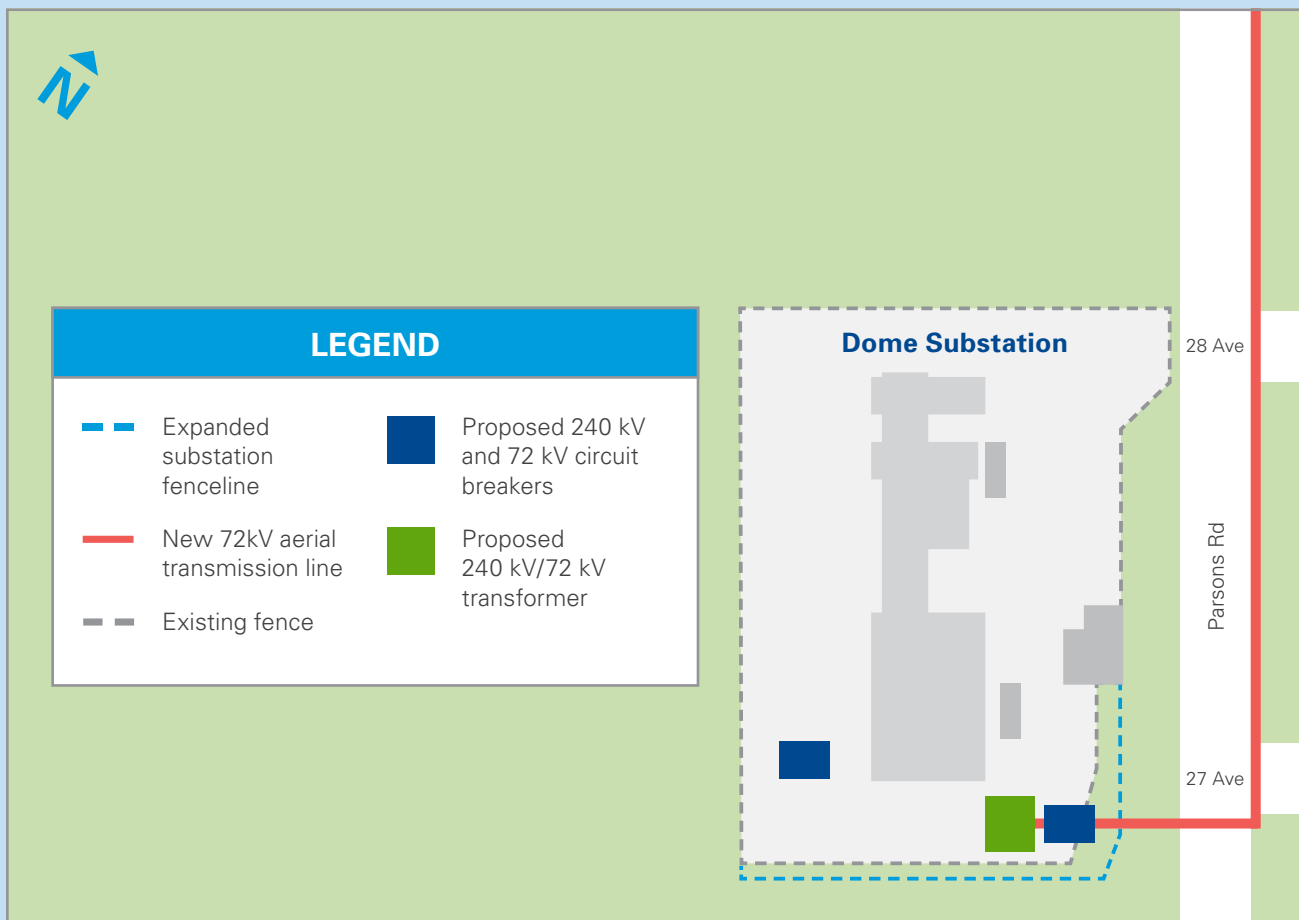 N
LEGEND
Expanded
substation
fenceline
New 72kV aerial
transmission line
Existing fence
Proposed 240 kV
and 72 kV circuit
breakers
Proposed
240 kV/72 kV
transformer
Dome Substation
28 Ave
Parsons Rd
27 Ave